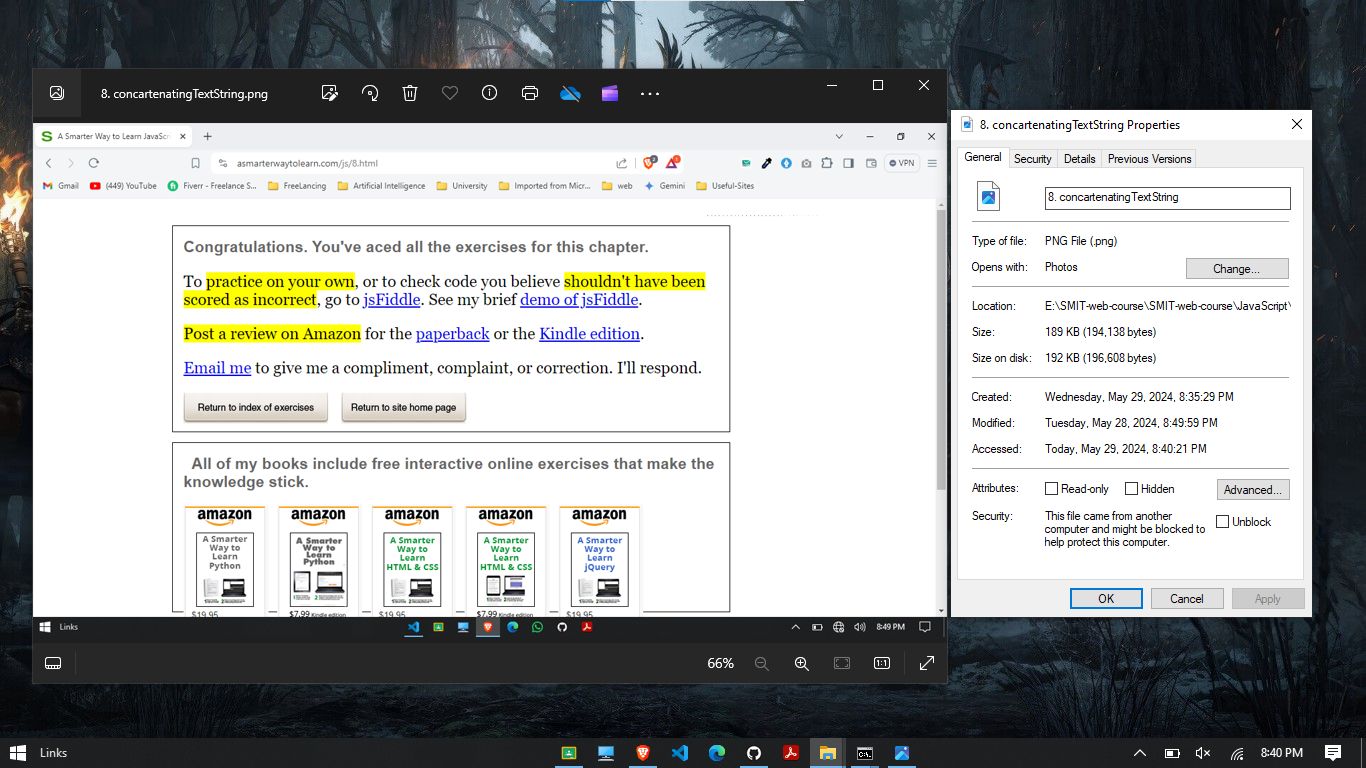 8. concartenatingTextString.png
A Smarter Way to Learn JavaScri
asmarterwaytolearn.com/js/8.html
VPN
Gmail
(449) YouTube
Fiverr - Freelance S...
FreeLancing
Artificial Intelligence
University
Imported from Micr...
web
Gemini
Useful-Sites
Congratulations. You've aced all the exercises for this chapter.
To practice on your own, or to check code you believe shouldn't have been
scored as incorrect, go to jsFiddle. See my brief demo of jsFiddle.
Post a review on Amazon for the paperback or the Kindle edition.
Email me to give me a compliment, complaint, or correction. I'll respond.
Return to index of exercises
Return to site home page
All of my books include free interactive online exercises that make the
knowledge stick.
amazon
A Smarter
Way to
Learn
Python
$19.95
amazon
A Smarter
Way to
Learn
Python
$7.99 Kindle edition
amazon
A Smarter
Way to
Learn
HTML & CSS
$19.95
amazon
A Smarter
Way to
Learn
HTML & CSS
$7.99 Kindle edition
amazon
A Smarter
Way to
Learn
jQuery
$19.95
Links
8:49 PM
66%
1:1
8. concartenatingTextString Properties
General
Security
Details
Previous Versions
8. concartenatingTextString
Type of file: PNG File (.png)
Opens with: Photos
Change...
Location: E:\SMIT-web-course\SMIT-web-course\JavaScript\
Size: 189 KB (194,138 bytes)
Size on disk: 192 KB (196,608 bytes)
Created: Wednesday, May 29, 2024, 8:35:29 PM
Modified: Tuesday, May 28, 2024, 8:49:59 PM
Accessed: Today, May 29, 2024, 8:40:21 PM
Attributes: Read-only Hidden Advanced...
Security: This file came from another
computer and might be blocked to
help protect this computer.
Unblock
OK
Cancel
Apply
Links
8:40 PM